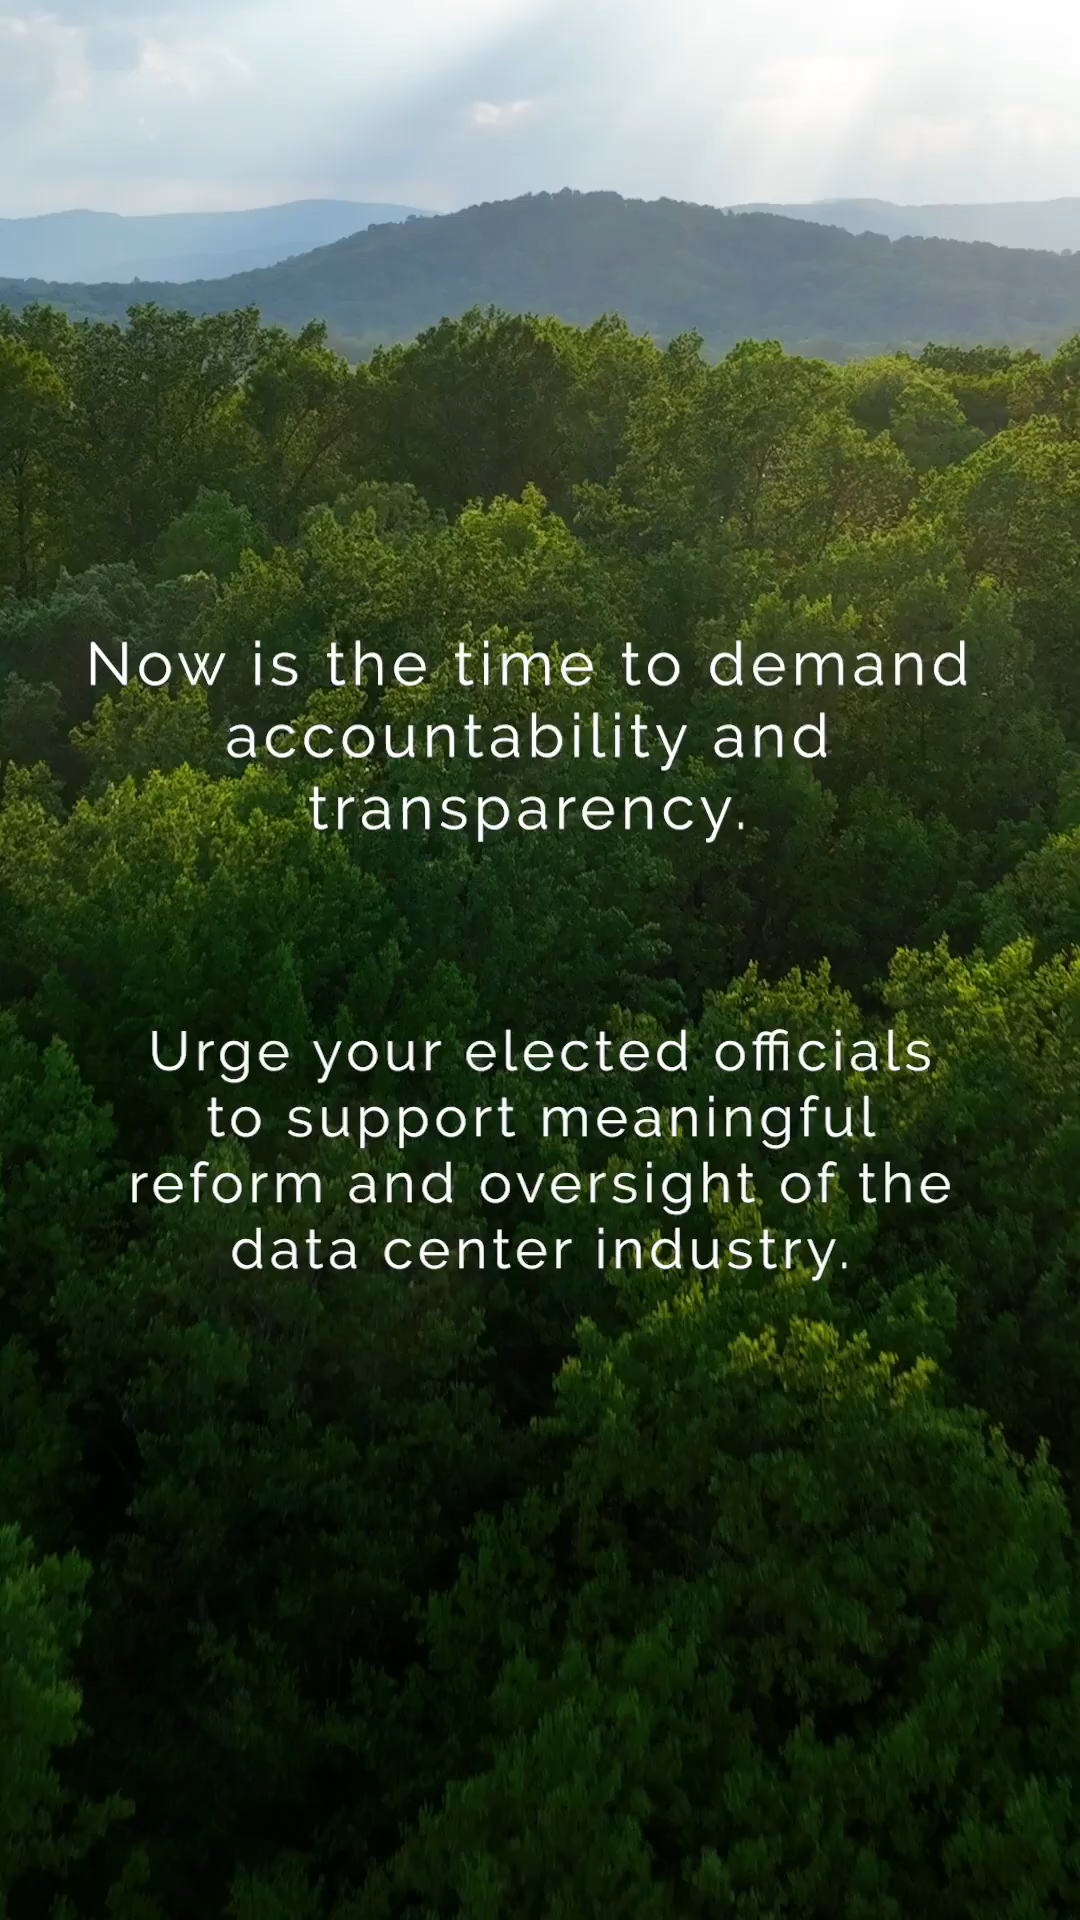 Now is the time to demand
accountability and
transparency.
Urge your elected officials
to support meaningful
reform and oversight of the
data center industry.